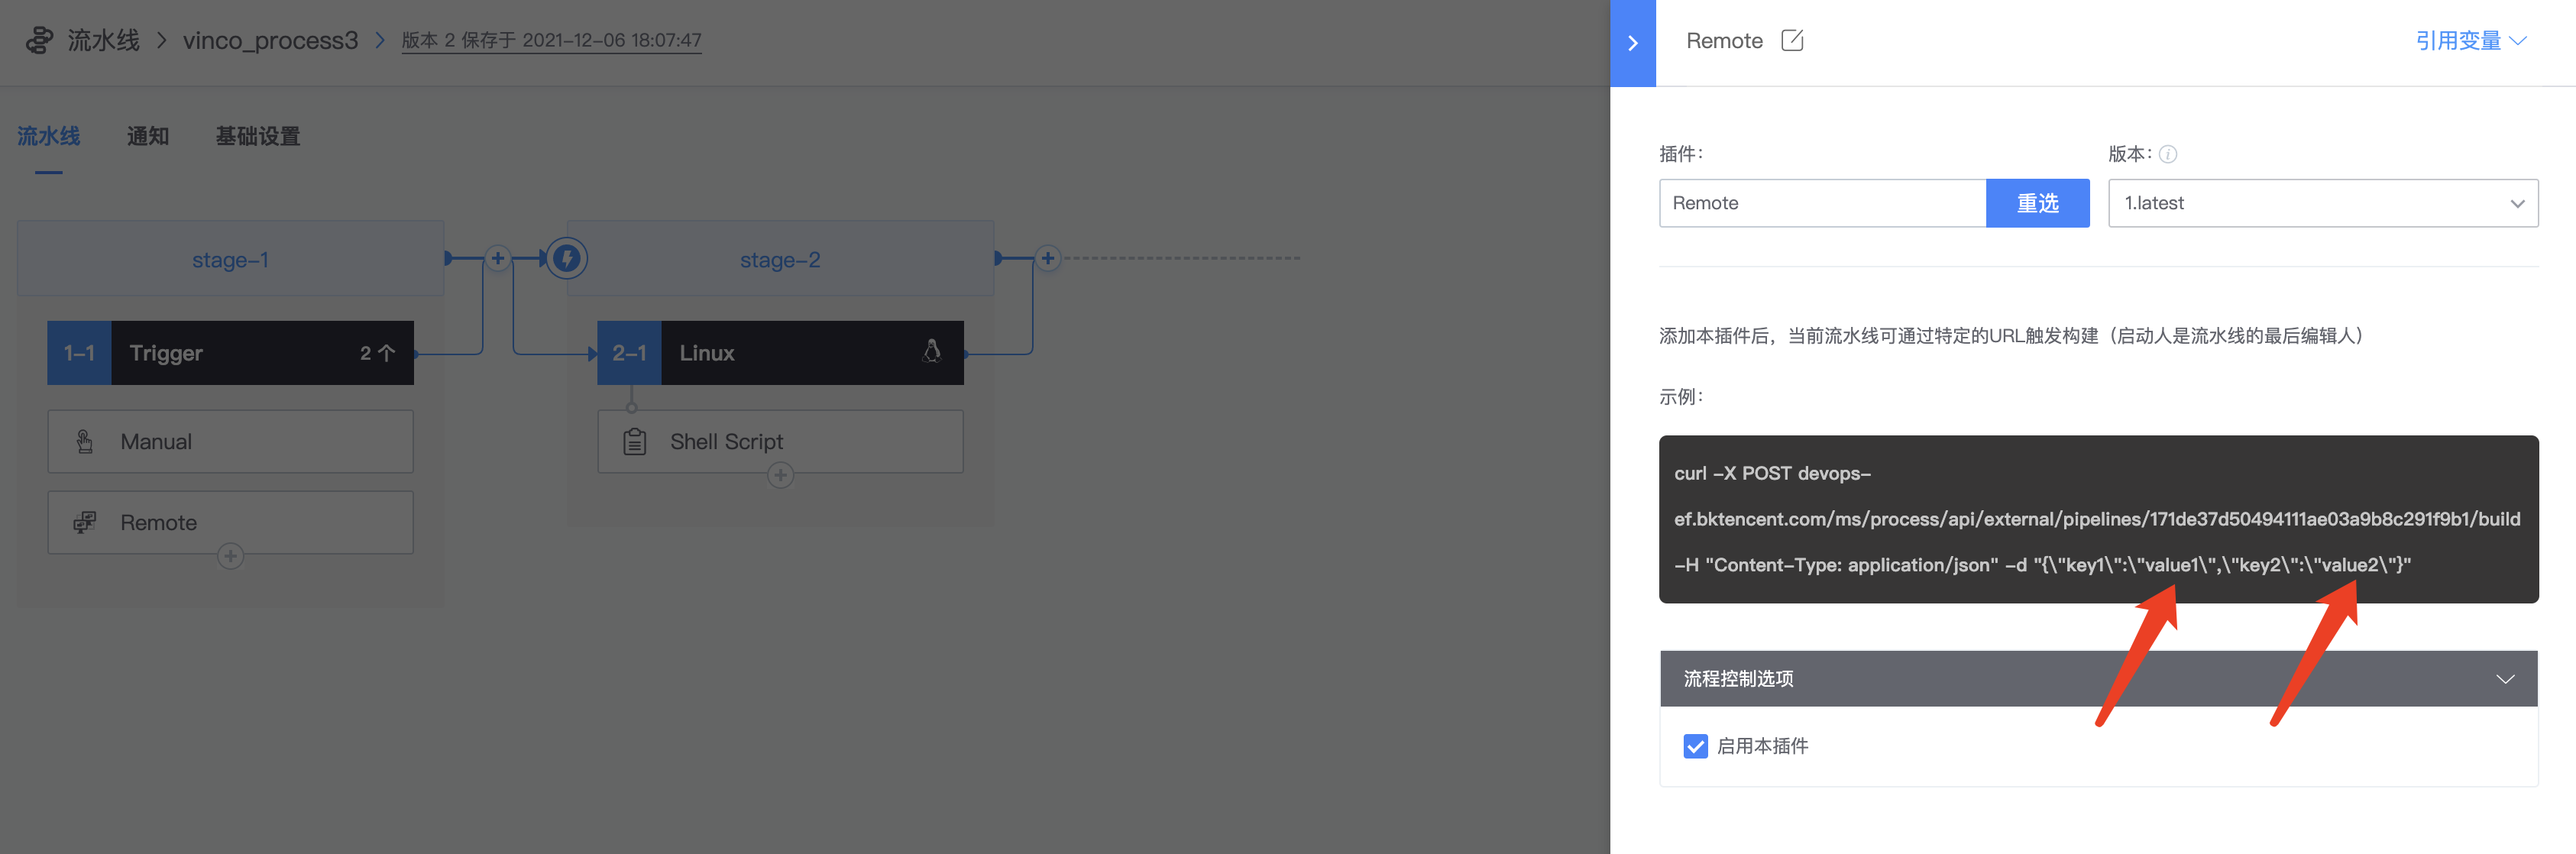 流水线 > vinco_process3 > 版本 2 保存于 2021-12-06 18:07:47
流水线 通知 基础设置
stage-1
stage-2
1-1 Trigger 2 个
Manual
Remote
2-1 Linux
Shell Script
Remote
引用变量
插件：
版本：
Remote 重选
1.latest
添加本插件后，当前流水线可通过特定的URL触发构建（启动人是流水线的最后编辑人）
示例：
curl -X POST devops-
ef.bktencent.com/ms/process/api/external/pipelines/171de37d50494111ae03a9b8c291f9b1/build
-H "Content-Type: application/json" -d "{\"key1\":\"value1\",\"key2\":\"value2\"}"
流程控制选项
启用本插件